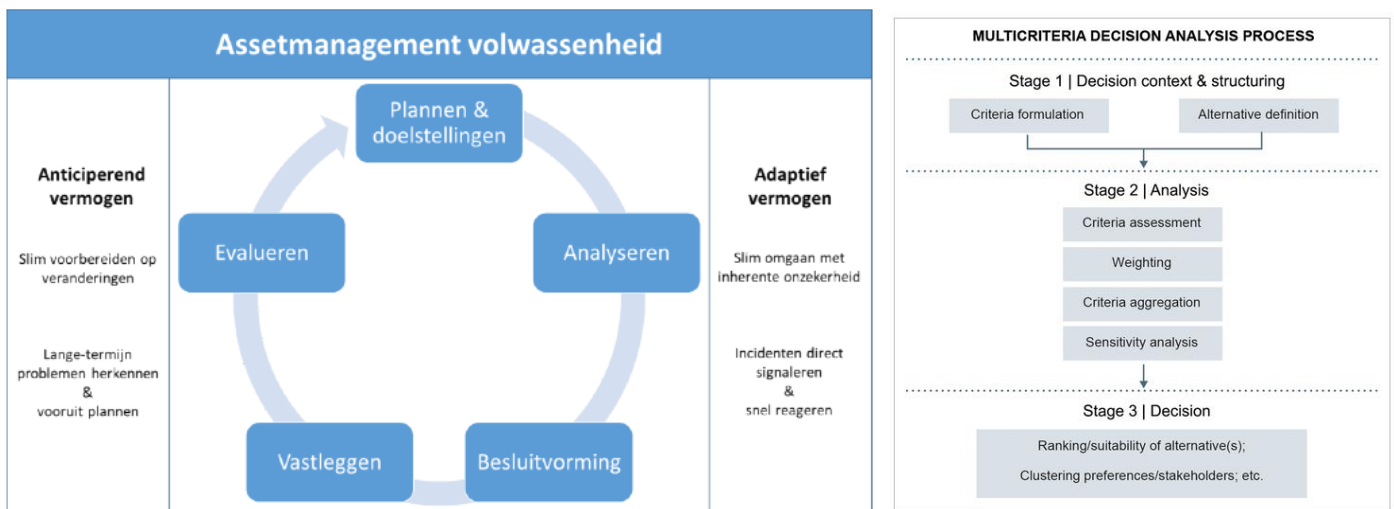 Assetmanagement volwassenheid
Anticiperend
vermogen
Slim voorbereiden op
veranderingen
Lange-termijn
problemen herkennen
&
vooruit plannen
Plannen &
doelstellingen
Analyseren
Besluitvorming
Vastleggen
Evalueren
Adaptief
vermogen
Slim omgaan met
inherente onzekerheid
Incidenten direct
signaleren
&
snel reageren
MULTICRITERIA DECISION ANALYSIS PROCESS
Stage 1 | Decision context & structuring
Criteria formulation
Alternative definition
Stage 2 | Analysis
Criteria assessment
Weighting
Criteria aggregation
Sensitivity analysis
Stage 3 | Decision
Ranking/suitability of alternative(s);
Clustering preferences/stakeholders; etc.